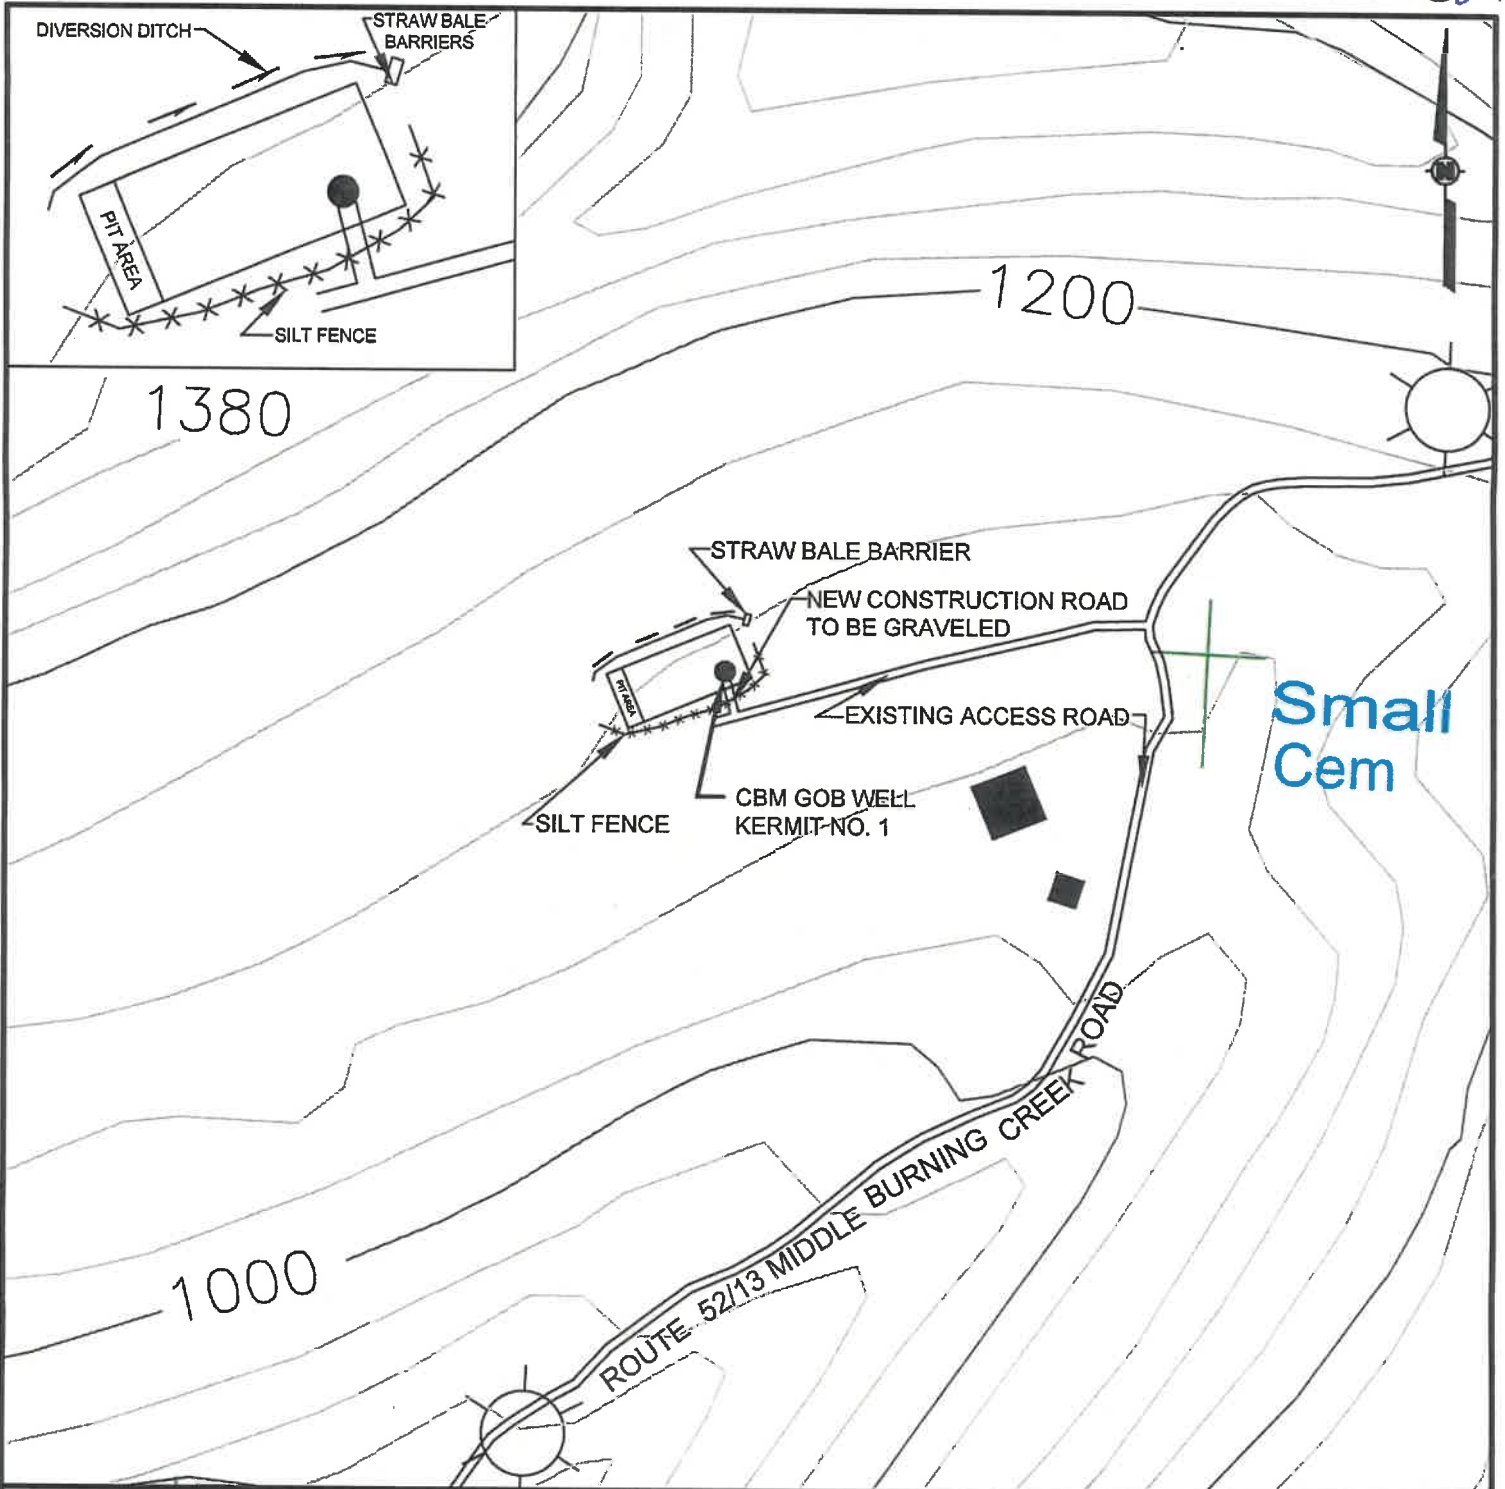 DIVERSION DITCH
STRAW BALE
BARRIERS
PIT AREA
SILT FENCE
N
1200
1380
STRAW BALE BARRIER
NEW CONSTRUCTION ROAD
TO BE GRAVELED
PIT AREA
EXISTING ACCESS ROAD
Small
Cem
CBM GOB WELL
KERMIT NO. 1
SILT FENCE
1000
ROUTE 52/13 MIDDLE BURNING CREEK ROAD